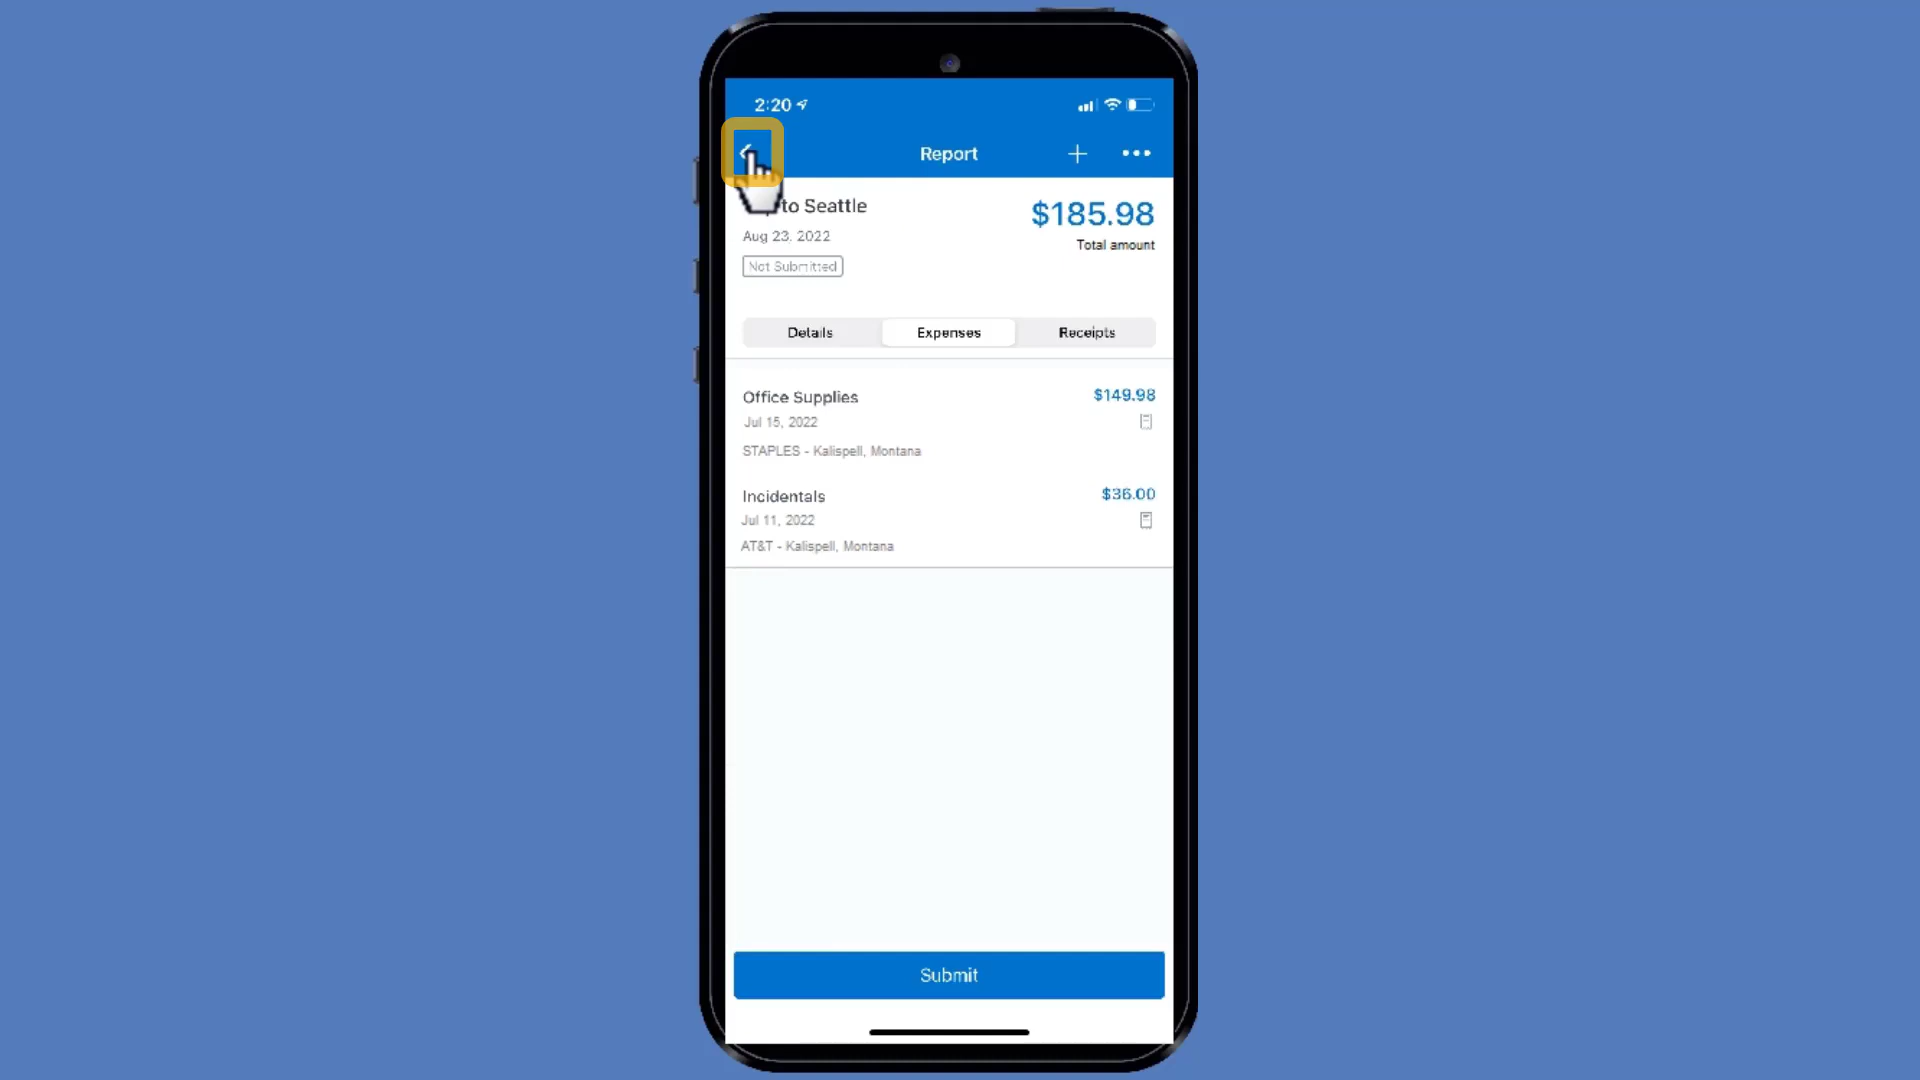 2:20
Report
to Seattle
$185.98
Aug 23, 2022
Total amount
Not Submitted
Details
Expenses
Receipts
Office Supplies
$149.98
Jul 15, 2022
STAPLES - Kalispell, Montana
Incidentals
$36.00
Jul 11, 2022
AT&T - Kalispell, Montana
Submit